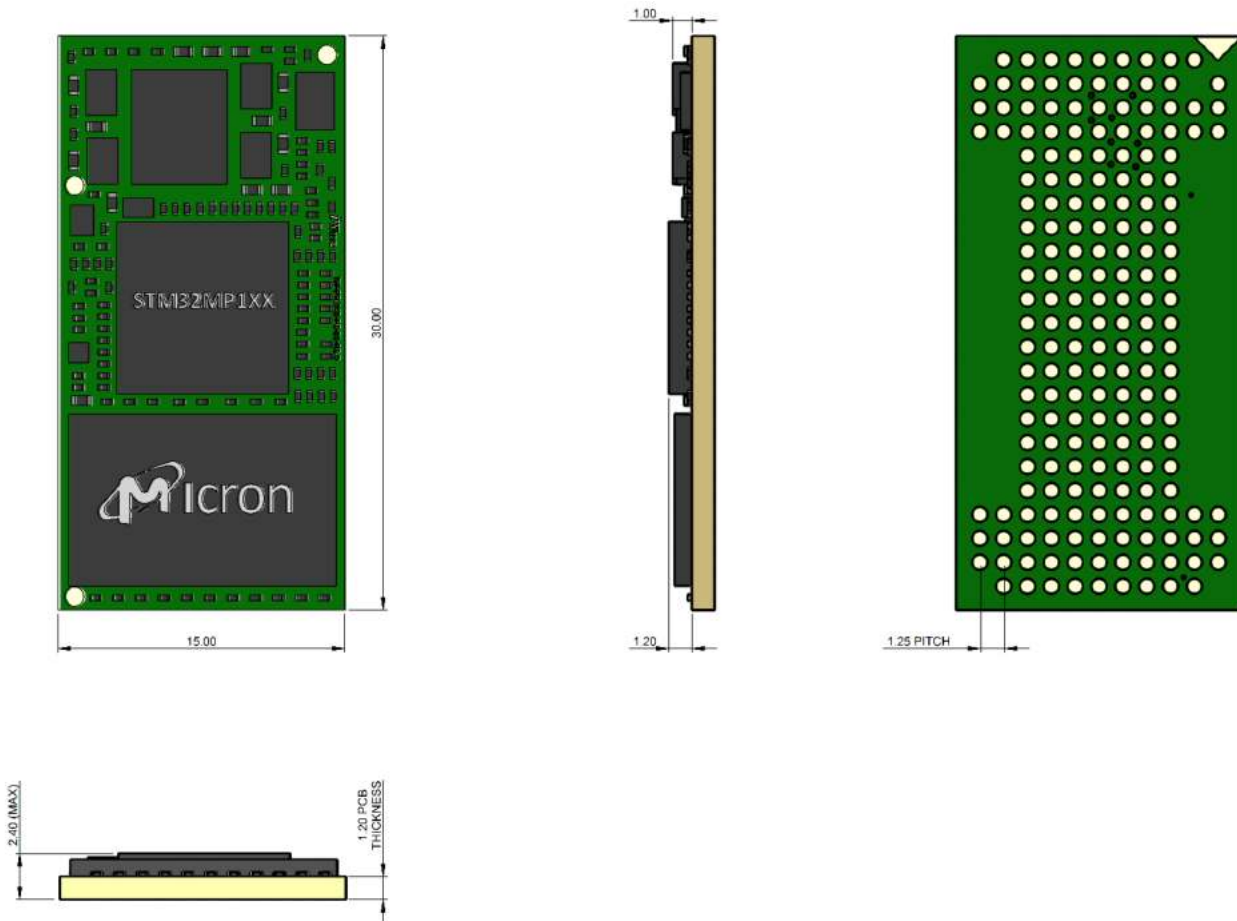 1.00
STM32MP1XX
30.00
Micron
15.00
1.20
1.25 PITCH
2.40 (MAX)
1.20 PCB
THICKNESS